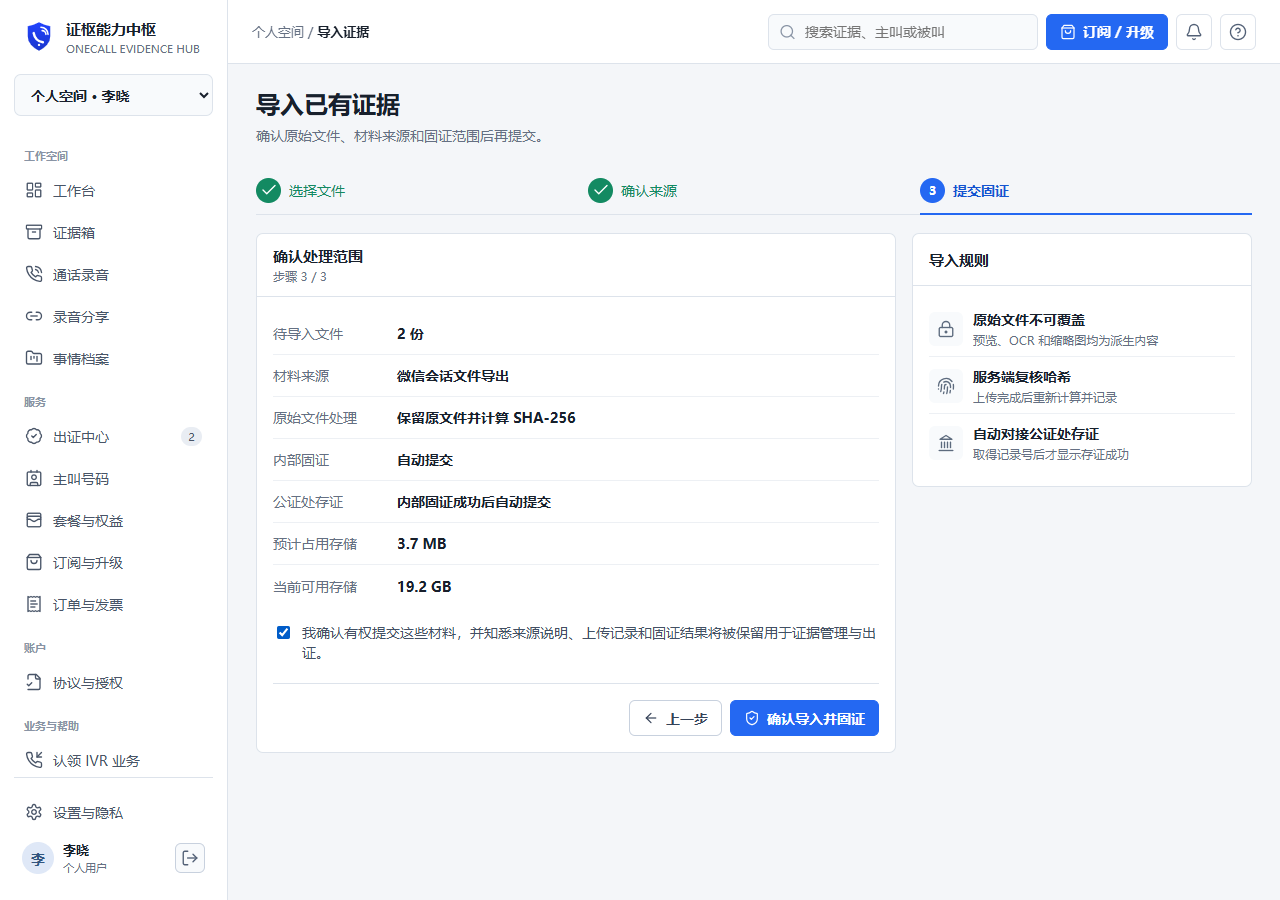 证枢能力中枢
ONECALL EVIDENCE HUB
个人空间 • 李晓
工作空间
工作台
证据箱
通话录音
录音分享
事情档案
服务
出证中心
2
主叫号码
套餐与权益
订阅与升级
订单与发票
账户
协议与授权
业务与帮助
认领 IVR 业务
设置与隐私
李
李晓
个人用户
个人空间 / 导入证据
搜索证据、主叫或被叫
订阅 / 升级
导入已有证据
确认原始文件、材料来源和固证范围后再提交。
选择文件
确认来源
3 提交固证
确认处理范围
步骤 3 / 3
待导入文件 2 份
材料来源 微信会话文件导出
原始文件处理 保留原文件并计算 SHA-256
内部固证 自动提交
公证处存证 内部固证成功后自动提交
预计占用存储 3.7 MB
当前可用存储 19.2 GB
我确认有权提交这些材料，并知悉来源说明、上传记录和固证结果将被保留用于证据管理与出
证。
上一步
确认导入并固证
导入规则
原始文件不可覆盖
预览、OCR 和缩略图均为派生内容
服务端复核哈希
上传完成后重新计算并记录
自动对接公证处存证
取得记录号后才显示存证成功